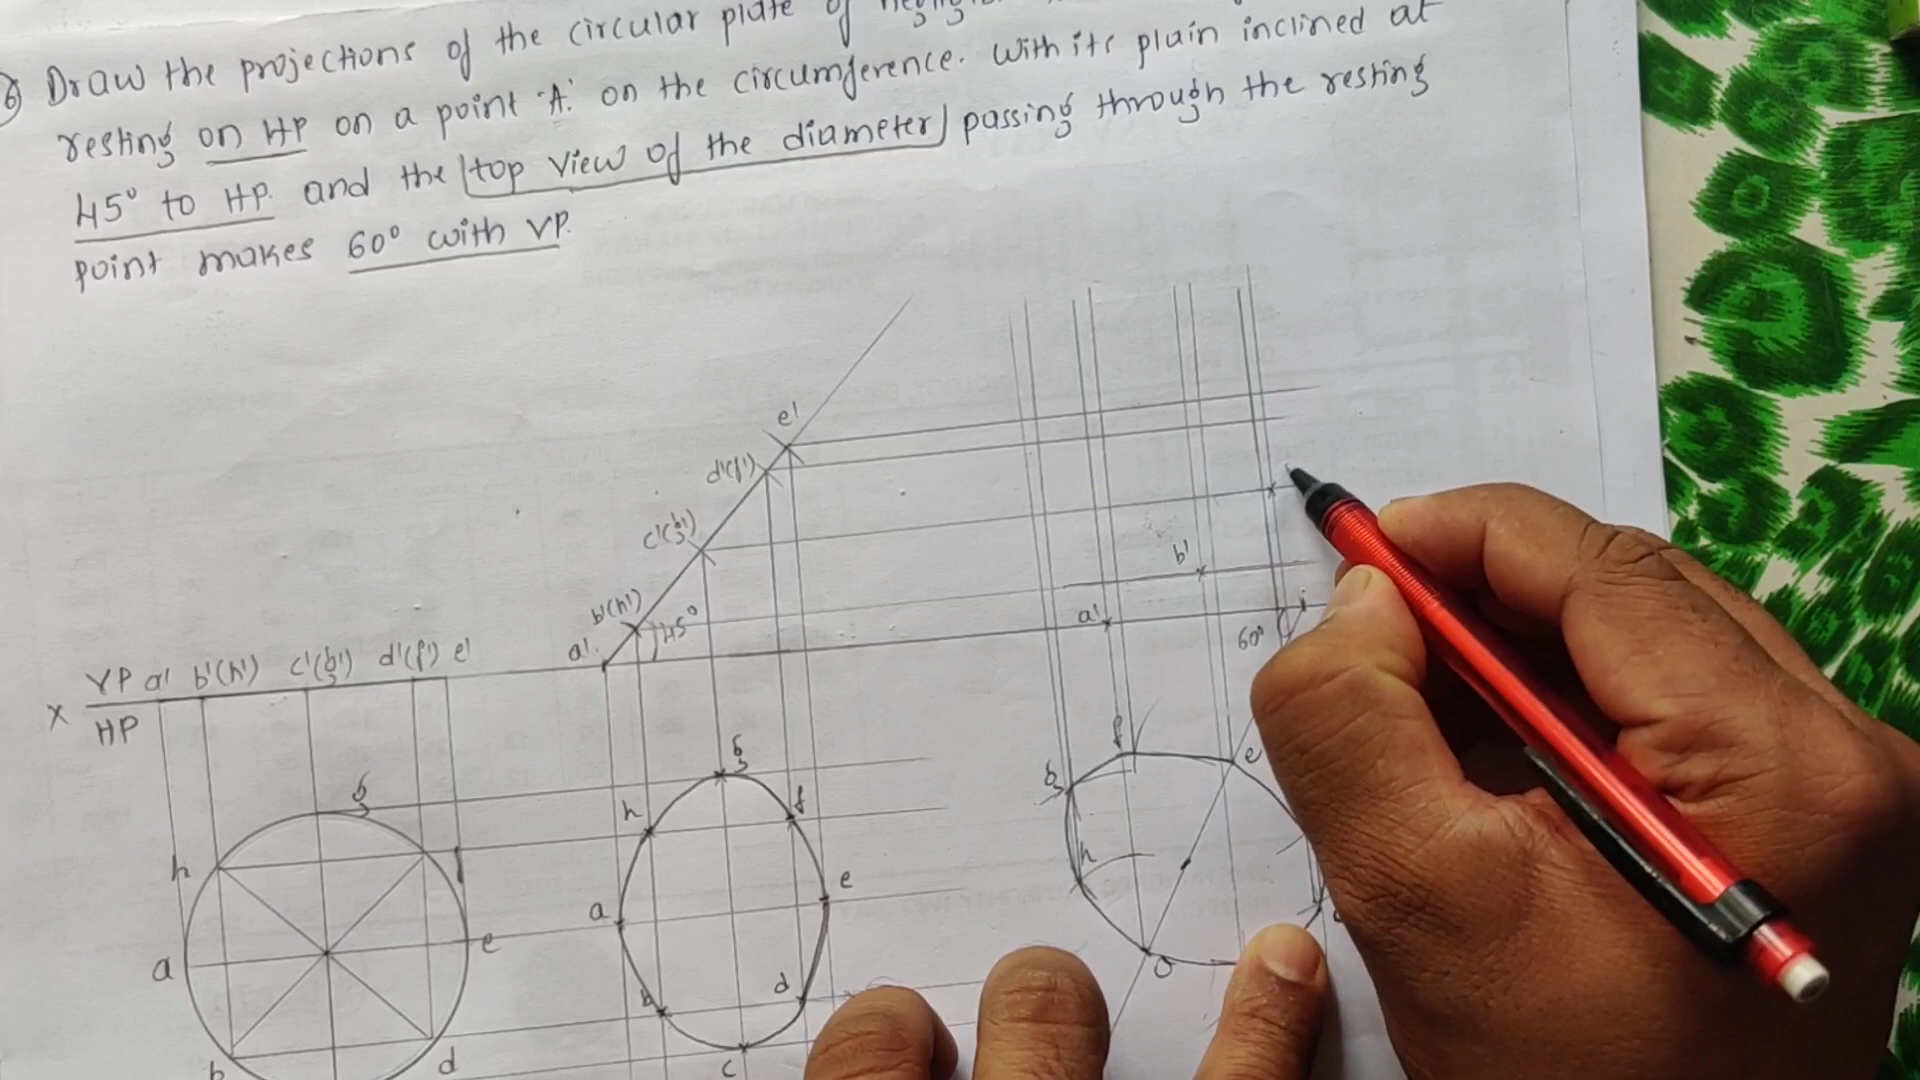 6) Draw the projections of the circular plate of
resting on HP on a point 'A' on the circumference. With its plain inclined at
45° to HP. and the top view of the diameter passing through the resting
point makes 60° with VP.
e'
d'(f')
c'(g')
b'(h')
45°
a'
b'
a'
60°
X VP a' b'(h') c'(g') d'(f') e'
HP
g
h
f
a
e
b
d
g
h
f
a
e
b
d
c
f
e
g
h
a